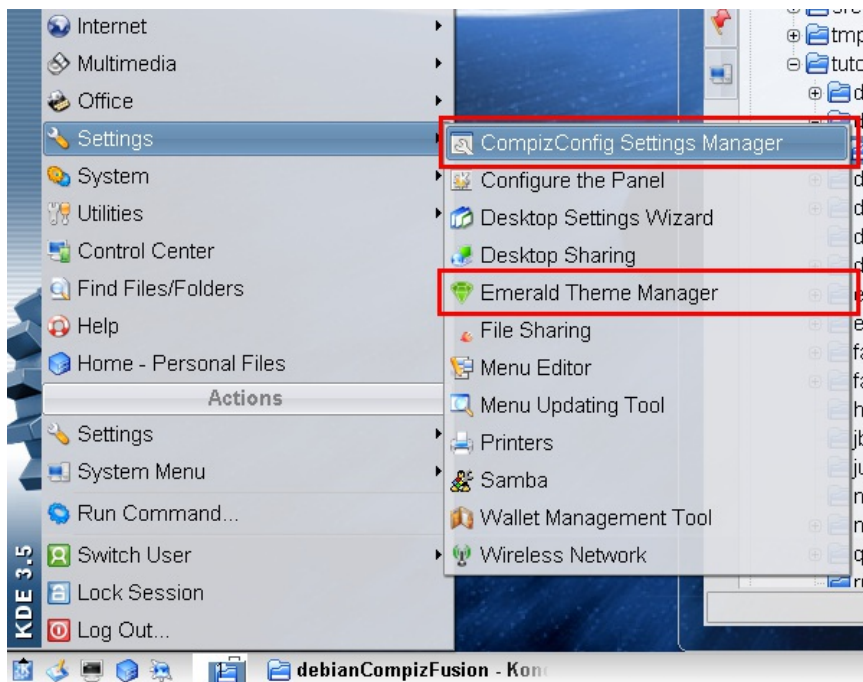 Internet
Multimedia
Office
Settings
System
Utilities
Control Center
Find Files/Folders
Help
Home - Personal Files
Actions
Settings
System Menu
Run Command...
Switch User
Lock Session
Log Out...
KDE 3.5
CompizConfig Settings Manager
Configure the Panel
Desktop Settings Wizard
Desktop Sharing
Emerald Theme Manager
File Sharing
Menu Editor
Menu Updating Tool
Printers
Samba
Wallet Management Tool
Wireless Network
debianCompizFusion - Kon